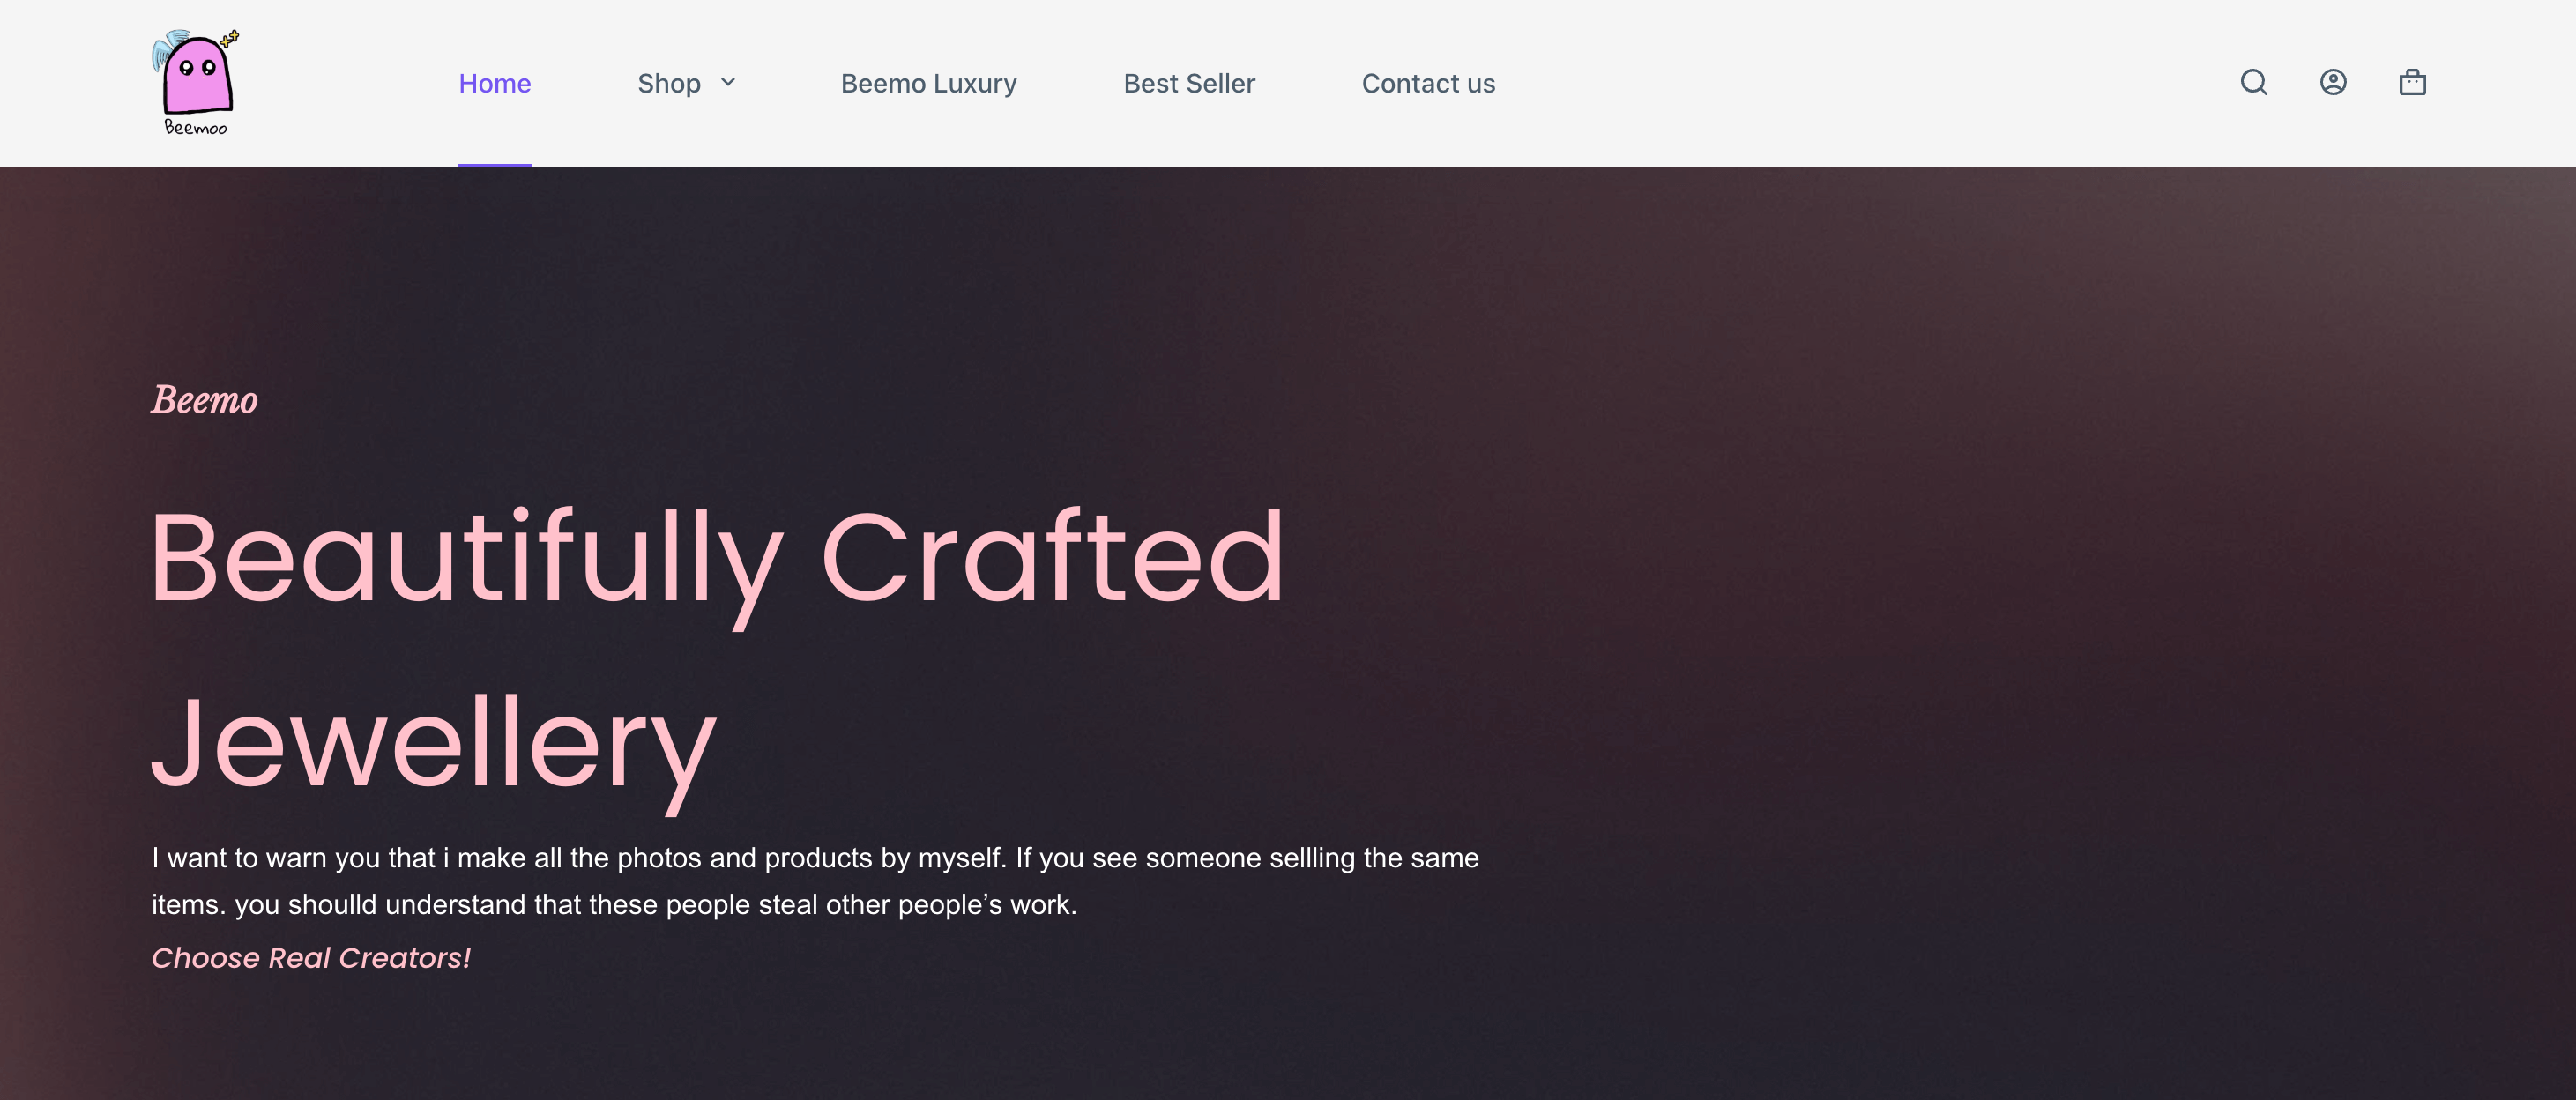 Beemoo
Home
Shop
Beemo Luxury
Best Seller
Contact us
Beemo
Beautifully Crafted
Jewellery
I want to warn you that i make all the photos and products by myself. If you see someone sellling the same
items. you shoulld understand that these people steal other people’s work.
Choose Real Creators!